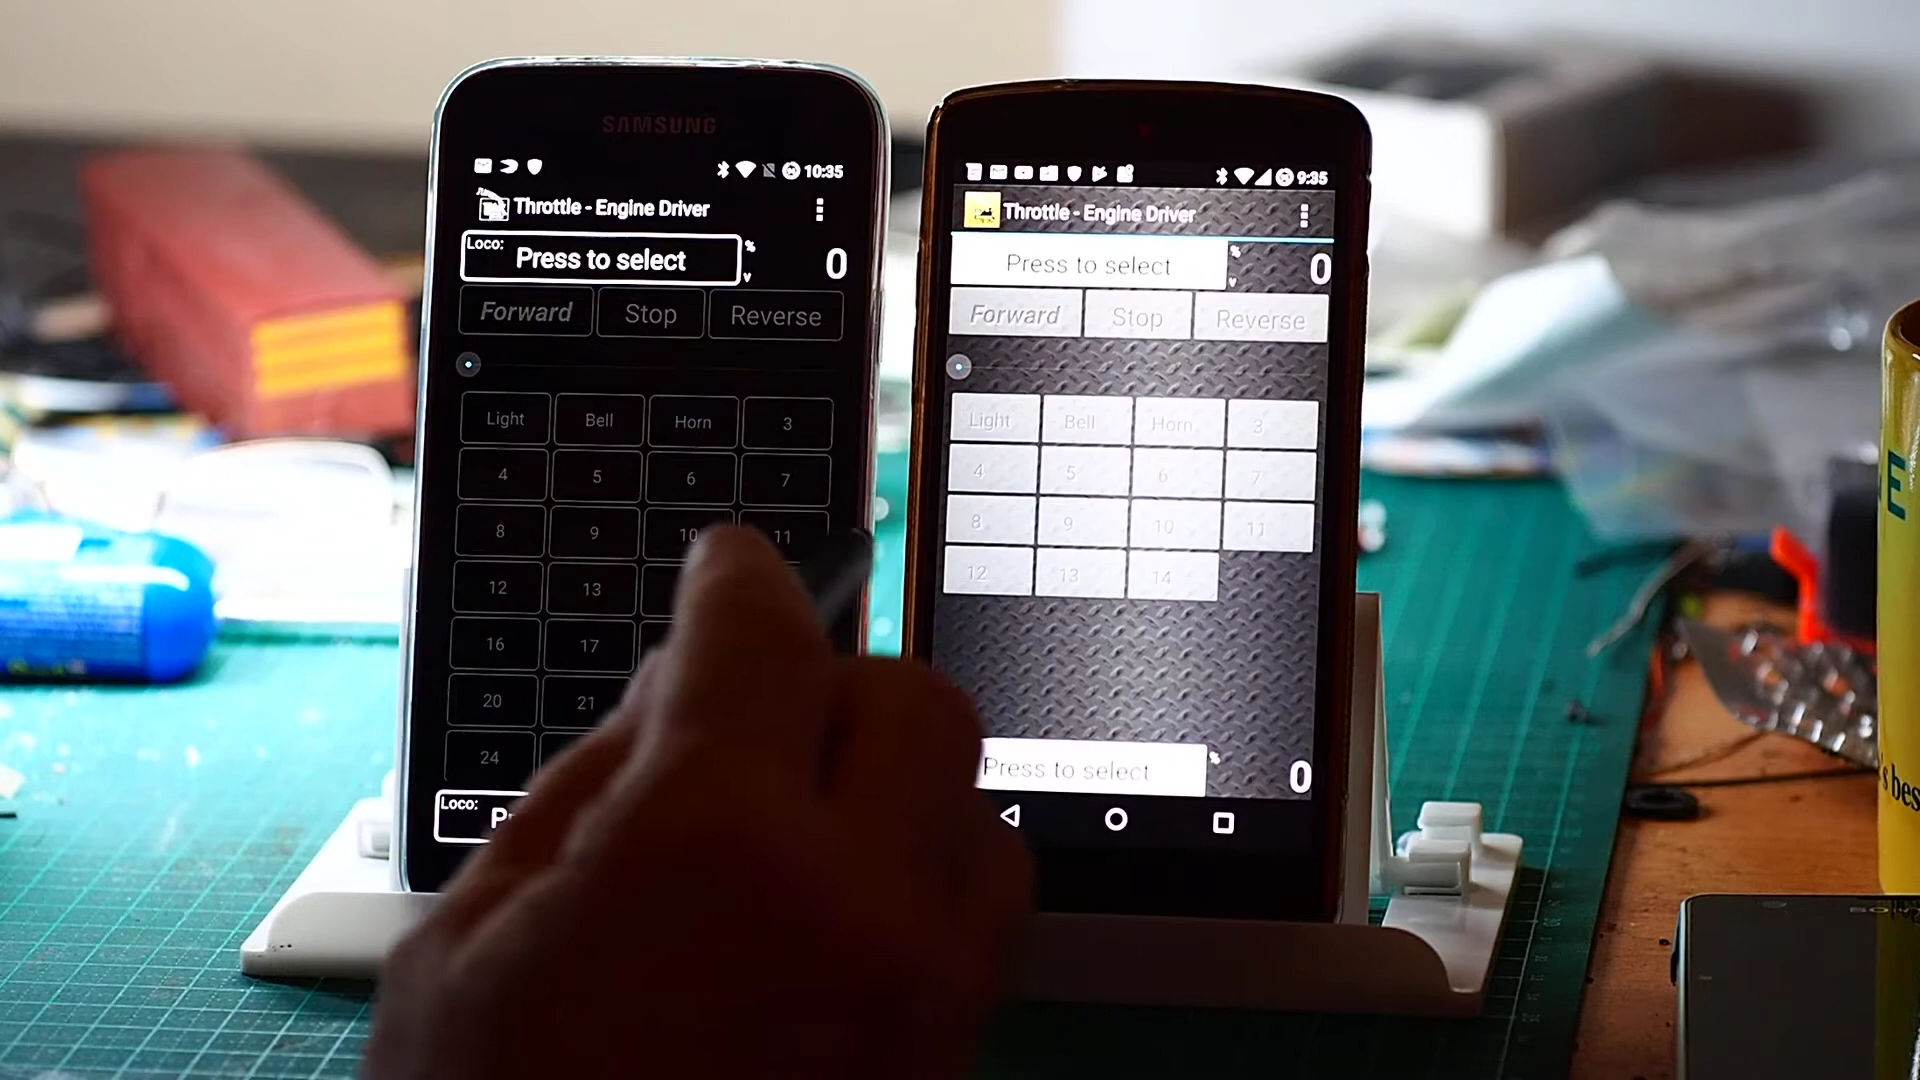 SAMSUNG
10:35
Throttle - Engine Driver
Loco:
Press to select
%
v
0
Forward Stop Reverse
Light Bell Horn 3
4 5 6 7
8 9 10 11
12 13
16 17
20 21
24
Loco:
9:35
Throttle - Engine Driver
Press to select
%
v
0
Forward Stop Reverse
Light Bell Horn 3
4 5 6 7
8 9 10 11
12 13 14
Press to select
%
0
E
's bes